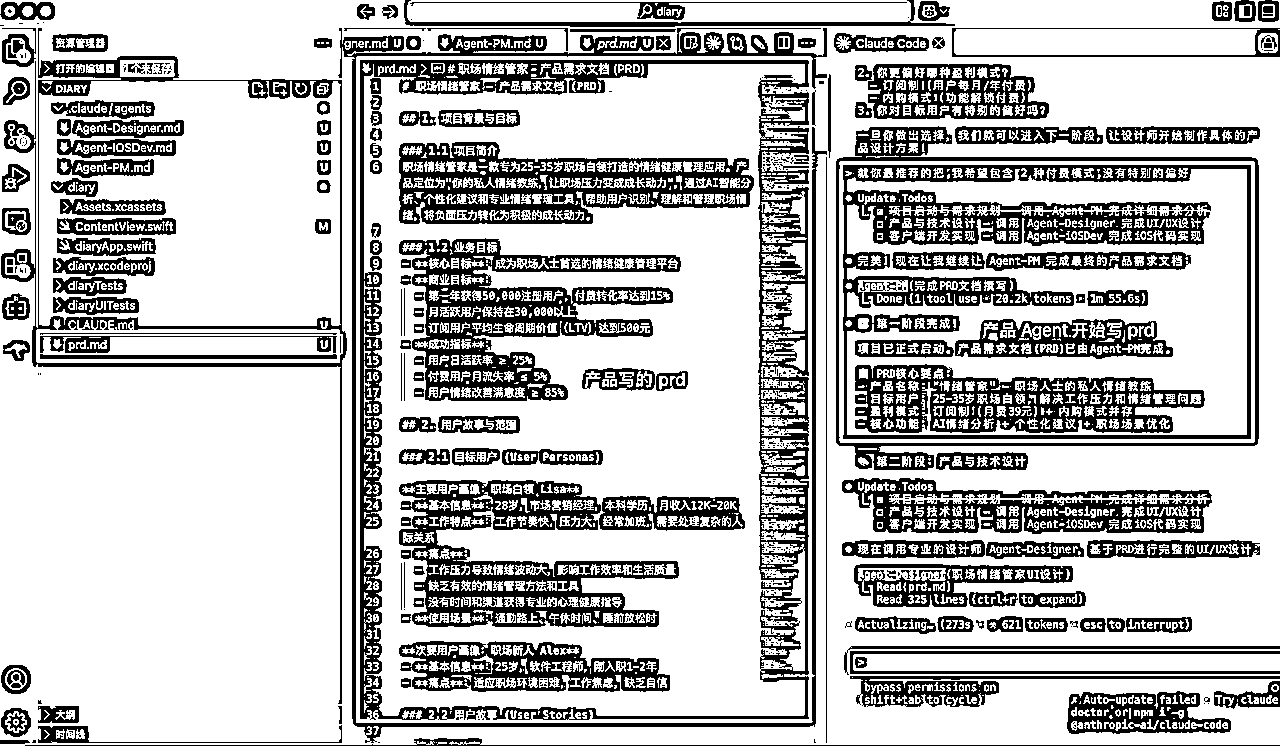 diary
资源管理器
打开的编辑器 1个未保存
DIARY
.claude/agents
Agent-Designer.md U
Agent-IOSDev.md U
Agent-PM.md U
diary
Assets.xcassets
ContentView.swift M
diaryApp.swift
diary.xcodeproj
diaryTests
diaryUITests
CLAUDE.md U
prd.md U
大纲
时间线
gner.md U
Agent-PM.md U
prd.md U
prd.md > # 职场情绪管家 - 产品需求文档 (PRD)
1 # 职场情绪管家 - 产品需求文档 (PRD)
2
3 ## 1. 项目背景与目标
4
5 ### 1.1 项目简介
6 职场情绪管家是一款专为25-35岁职场白领打造的情绪健康管理应用。产
品定位为"你的私人情绪教练，让职场压力变成成长动力"，通过AI智能分
析、个性化建议和专业情绪管理工具，帮助用户识别、理解和管理职场情
绪，将负面压力转化为积极的成长动力。
7
8 ### 1.2 业务目标
9 - **核心目标**：成为职场人士首选的情绪健康管理平台
10 - **商业目标**：
11 - 第一年获得50,000注册用户，付费转化率达到15%
12 - 月活跃用户保持在30,000以上
13 - 订阅用户平均生命周期价值 (LTV) 达到500元
14 - **成功指标**：
15 - 用户日活跃率 ≥ 25%
16 - 付费用户月流失率 ≤ 5%
17 - 用户情绪改善满意度 ≥ 85%
18
19 ## 2. 用户故事与范围
20
21 ### 2.1 目标用户 (User Personas)
22
23 **主要用户画像：职场白领 Lisa**
24 - **基本信息**：28岁，市场营销经理，本科学历，月收入12K-20K
25 - **工作特点**：工作节奏快，压力大，经常加班，需要处理复杂的人
际关系
26 - **痛点**：
27 - 工作压力导致情绪波动大，影响工作效率和生活质量
28 - 缺乏有效的情绪管理方法和工具
29 - 没有时间和渠道获得专业的心理健康指导
30 - **使用场景**：通勤路上、午休时间、睡前放松时
31
32 **次要用户画像：职场新人 Alex**
33 - **基本信息**：25岁，软件工程师，刚入职1-2年
34 - **痛点**：适应职场环境困难，工作焦虑，缺乏自信
35
36 ### 2.2 用户故事 (User Stories)
37
产品写的 prd
Claude Code
2. 你更偏好哪种盈利模式？
- 订阅制（用户每月/年付费）
- 内购模式（功能解锁付费）
3. 你对目标用户有特别的偏好吗？
一旦你做出选择，我们就可以进入下一阶段，让设计师开始制作具体的产
品设计方案！
> 就你最推荐的把，我希望包含 2 种付费模式，没有特别的偏好
Update Todos
项目启动与需求规划 - 调用 Agent-PM 完成详细需求分析
产品与技术设计 - 调用 Agent-Designer 完成UI/UX设计
客户端开发实现 - 调用 Agent-iOSDev 完成iOS代码实现
完美！现在让我继续让 Agent-PM 完成最终的产品需求文档：
Agent-PM(完成PRD文档撰写)
Done (1 tool use · 20.2k tokens · 1m 55.6s)
第一阶段完成！
产品 Agent 开始写 prd
项目已正式启动，产品需求文档(PRD)已由Agent-PM完成。
PRD核心要点：
- 产品名称："情绪管家" - 职场人士的私人情绪教练
- 目标用户：25-35岁职场白领，解决工作压力和情绪管理问题
- 盈利模式：订阅制(月费39元) + 内购模式并存
- 核心功能：AI情绪分析 + 个性化建议 + 职场场景优化
第二阶段：产品与技术设计
Update Todos
项目启动与需求规划 - 调用 Agent-PM 完成详细需求分析
产品与技术设计 - 调用 Agent-Designer 完成UI/UX设计
客户端开发实现 - 调用 Agent-iOSDev 完成iOS代码实现
现在调用专业的设计师 Agent-Designer，基于PRD进行完整的UI/UX设计：
Agent-Designer(职场情绪管家UI设计)
Read(prd.md)
Read 325 lines (ctrl+r to expand)
Actualizing… (273s · 621 tokens · esc to interrupt)
>
bypass permissions on
(shift+tab to cycle)
✗ Auto-update failed · Try claude
doctor or npm i -g
@anthropic-ai/claude-code